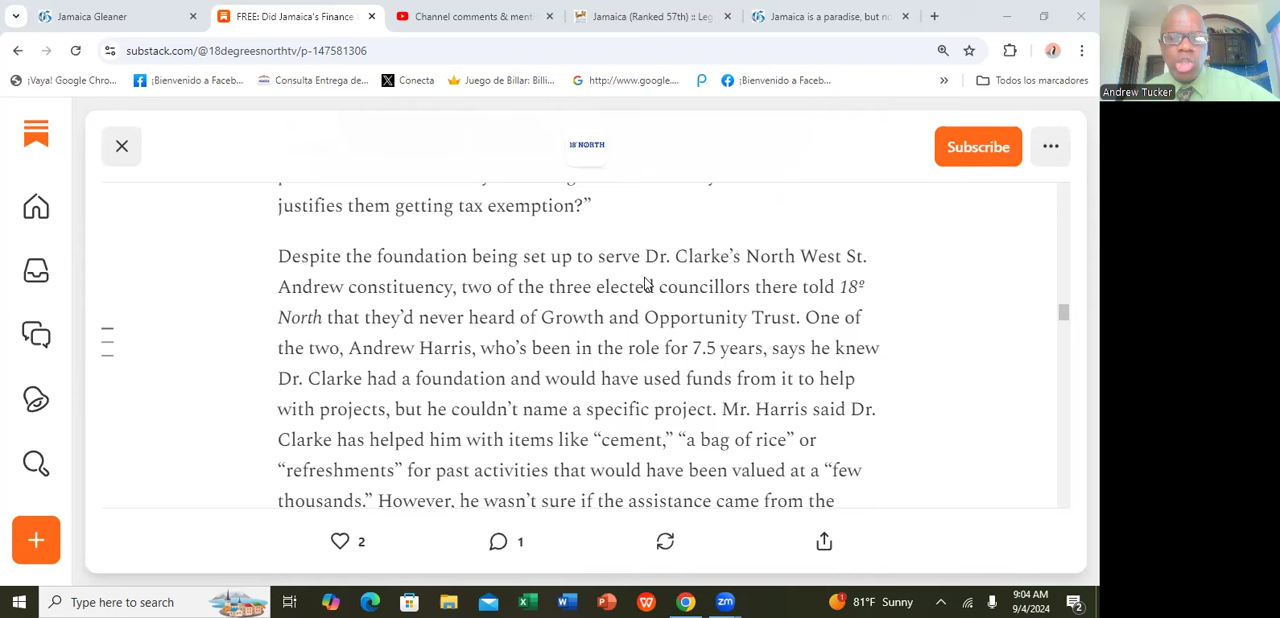 Jamaica Gleaner
FREE: Did Jamaica's Finance
Channel comments & menti
Jamaica (Ranked 57th) :: Leg
Jamaica is a paradise, but no
substack.com/@18degreesnorthtv/p-147581306
¡Vaya! Google Chro...
¡Bienvenido a Faceb...
Consulta Entrega de...
Conecta
Juego de Billar: Billi...
http://www.google....
¡Bienvenido a Faceb...
»
Todos los marcadores
Andrew Tucker
18° NORTH
Subscribe
justifies them getting tax exemption?”
Despite the foundation being set up to serve Dr. Clarke’s North West St.
Andrew constituency, two of the three elected councillors there told 18º
North that they’d never heard of Growth and Opportunity Trust. One of
the two, Andrew Harris, who’s been in the role for 7.5 years, says he knew
Dr. Clarke had a foundation and would have used funds from it to help
with projects, but he couldn’t name a specific project. Mr. Harris said Dr.
Clarke has helped him with items like “cement,” “a bag of rice” or
“refreshments” for past activities that would have been valued at a “few
thousands.” However, he wasn’t sure if the assistance came from the
2
1
Type here to search
81°F Sunny
9:04 AM
9/4/2024
2